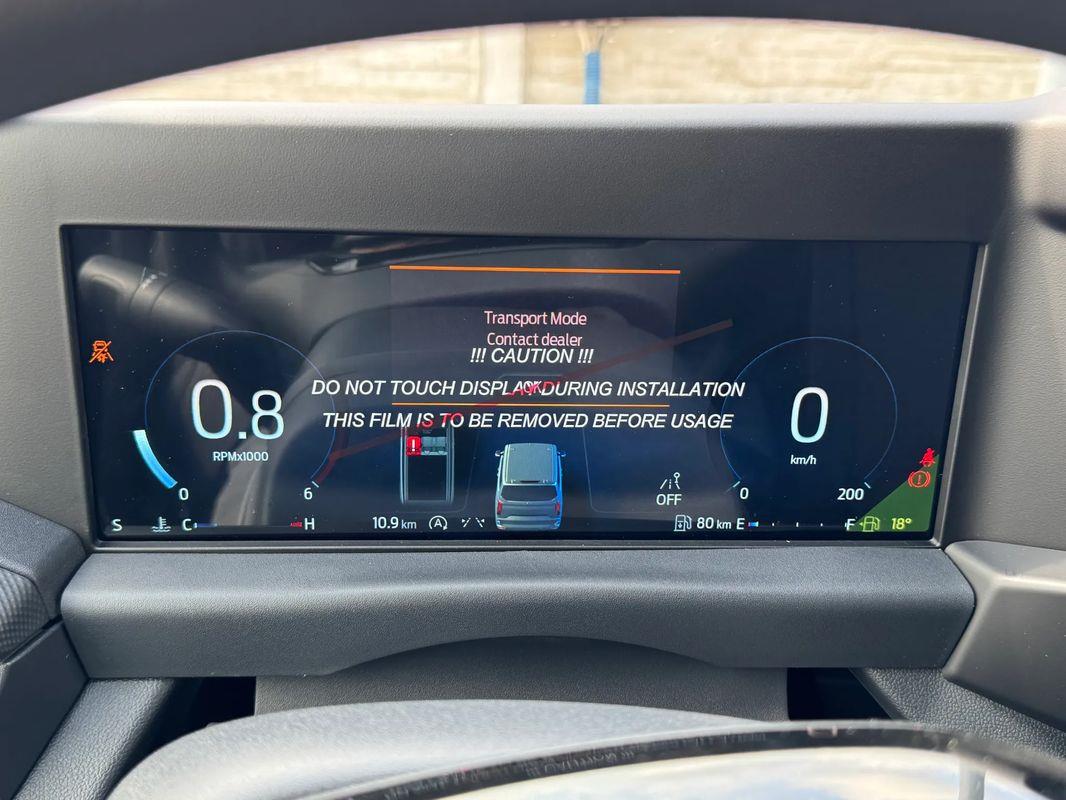 Transport Mode
Contact dealer
!!! CAUTION !!!
DO NOT TOUCH DISPLAY DURING INSTALLATION
THIS FILM IS TO BE REMOVED BEFORE USAGE
0.8
RPMx1000
0
6
0
km/h
0
200
OFF
S
C
H
10.9 km
A
80 km
E
F
18°